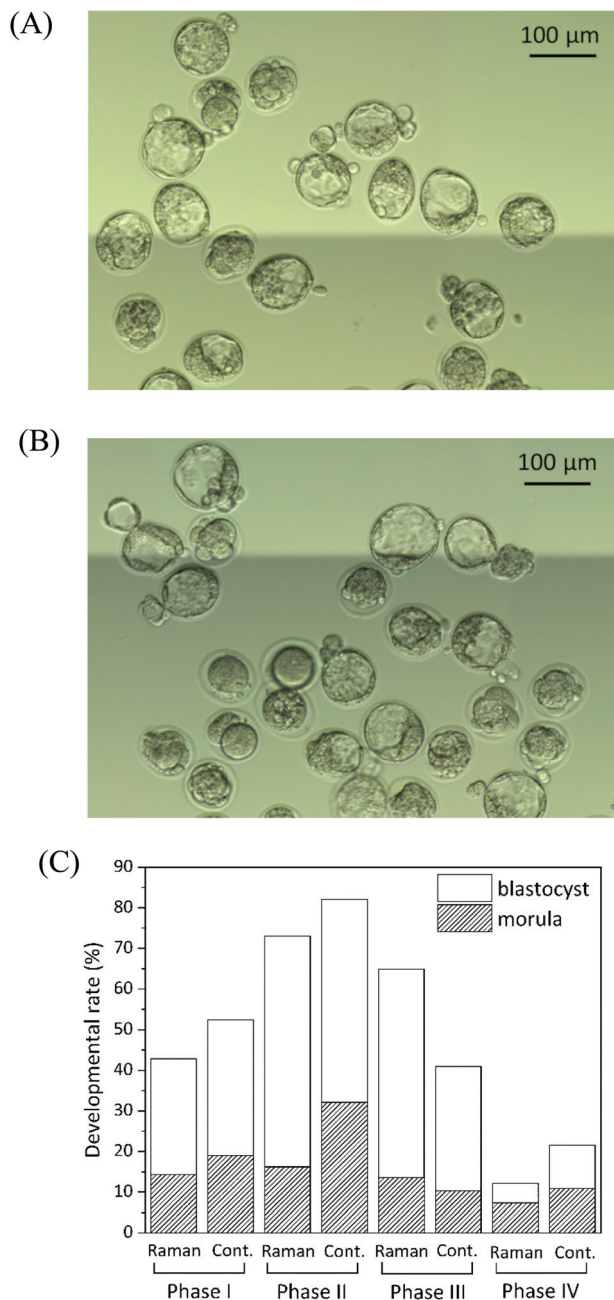 (A)
100 μm
(B)
100 μm
(C)
90
80
70
60
50
40
30
20
10
0
Developmental rate (%)
blastocyst
morula
Raman Cont. Raman Cont. Raman Cont. Raman Cont.
Phase I Phase II Phase III Phase IV